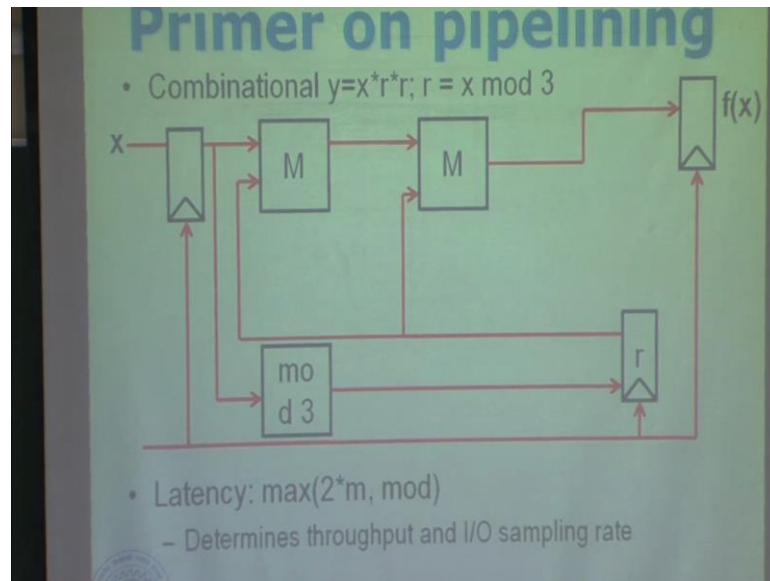 Primer on pipelining
• Combinational y=x*r*r; r = x mod 3
x
M
M
f(x)
mo
d 3
r
• Latency: max(2*m, mod)
– Determines throughput and I/O sampling rate